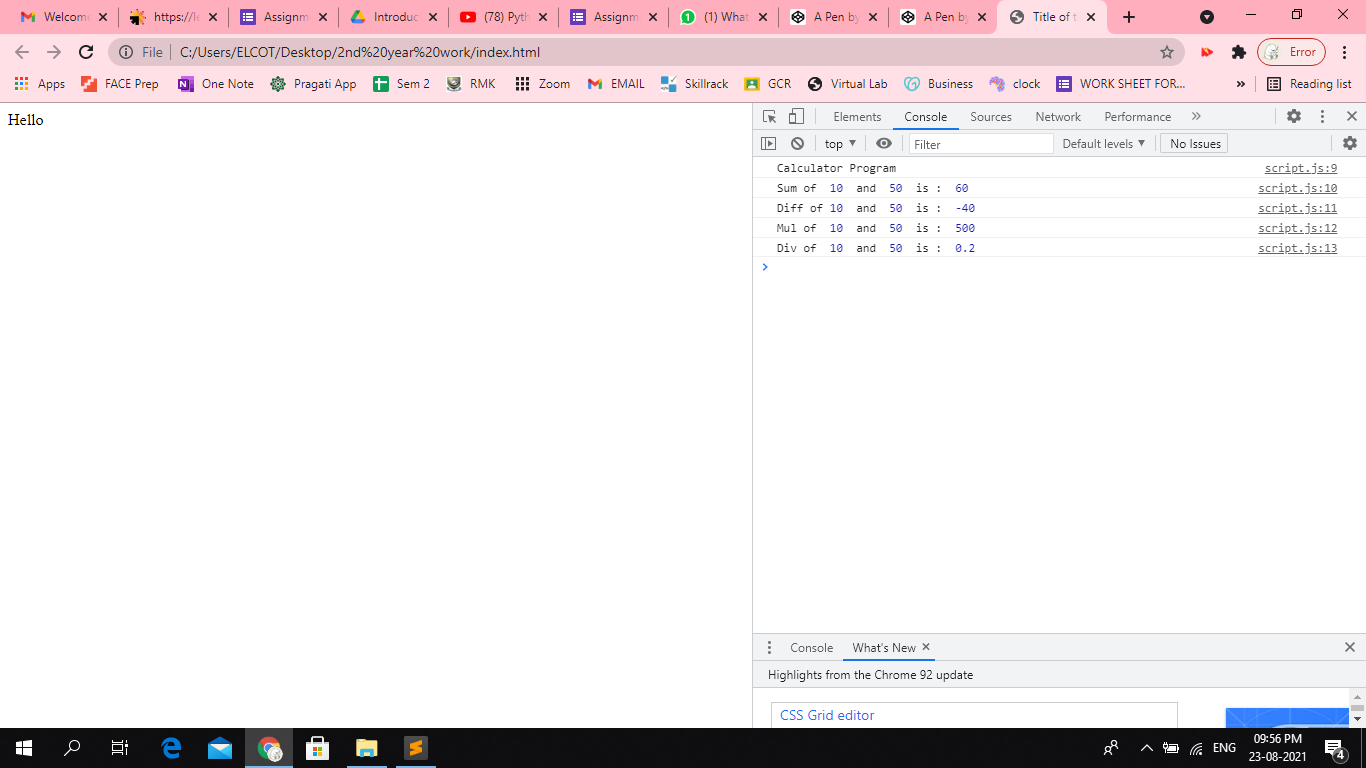 Welcome https://le Assignm Introduc (78) Pyth Assignm (1) What A Pen by A Pen by Title of t
File C:/Users/ELCOT/Desktop/2nd%20year%20work/index.html Error
Apps FACE Prep One Note Pragati App Sem 2 RMK Zoom EMAIL Skillrack GCR Virtual Lab Business clock WORK SHEET FOR... » Reading list
Hello
Elements Console Sources Network Performance »
top Filter Default levels No Issues
Calculator Program script.js:9
Sum of 10 and 50 is : 60 script.js:10
Diff of 10 and 50 is : -40 script.js:11
Mul of 10 and 50 is : 500 script.js:12
Div of 10 and 50 is : 0.2 script.js:13
Console What's New
Highlights from the Chrome 92 update
CSS Grid editor
ENG 09:56 PM
23-08-2021 4